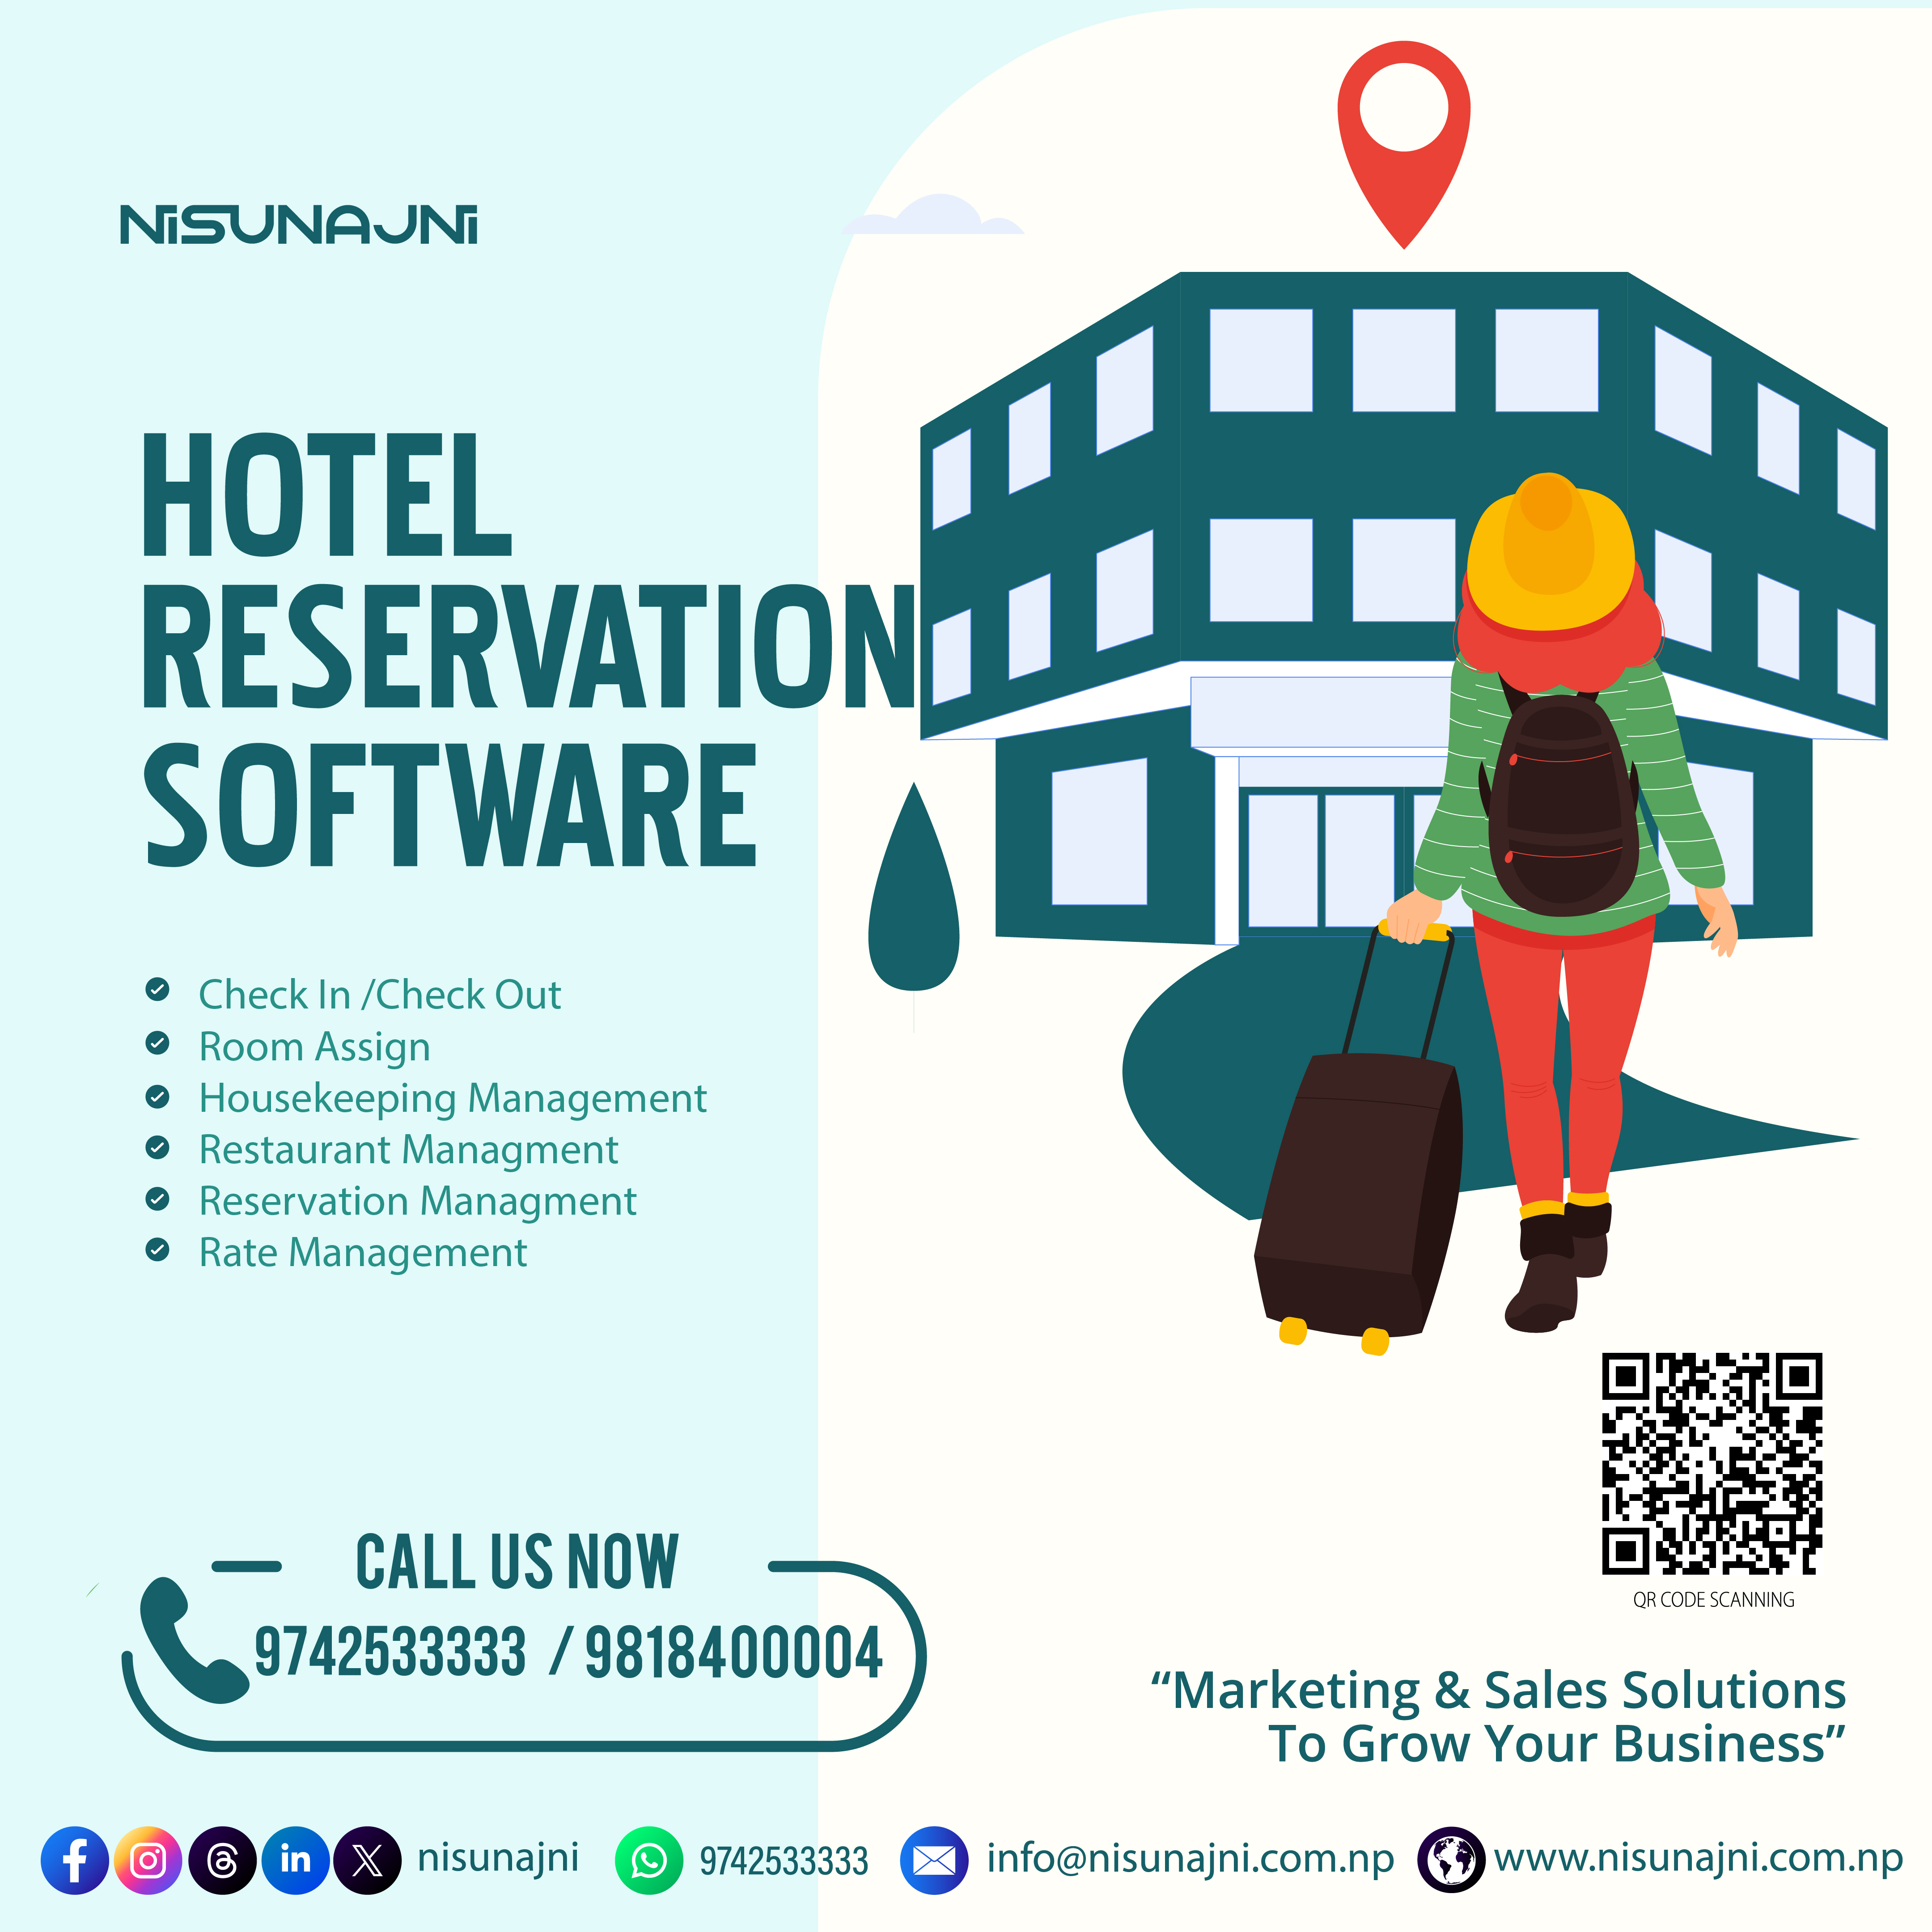 NiSUNAJNi
HOTEL
RESERVATION
SOFTWARE
Check In /Check Out
Room Assign
Housekeeping Management
Restaurant Managment
Reservation Managment
Rate Management
CALL US NOW
9742533333 / 9818400004
QR CODE SCANNING
“Marketing & Sales Solutions
To Grow Your Business”
nisunajni 9742533333 info@nisunajni.com.np www.nisunajni.com.np